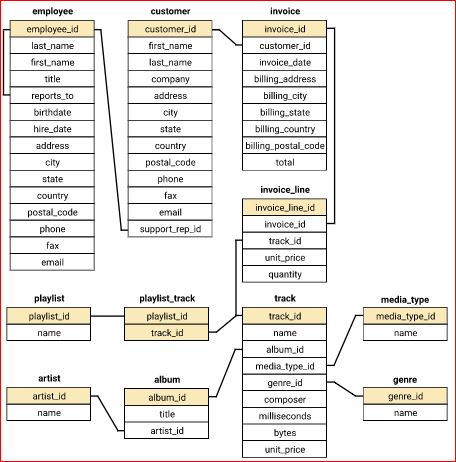 employee
employee_id
last_name
first_name
title
reports_to
birthdate
hire_date
address
city
state
country
postal_code
phone
fax
email
customer
customer_id
first_name
last_name
company
address
city
state
country
postal_code
phone
fax
email
support_rep_id
invoice
invoice_id
customer_id
invoice_date
billing_address
billing_city
billing_state
billing_country
billing_postal_code
total
invoice_line
invoice_line_id
invoice_id
track_id
unit_price
quantity
playlist
playlist_id
name
playlist_track
playlist_id
track_id
track
track_id
name
album_id
media_type_id
genre_id
composer
milliseconds
bytes
unit_price
media_type
media_type_id
name
artist
artist_id
name
album
album_id
title
artist_id
genre
genre_id
name